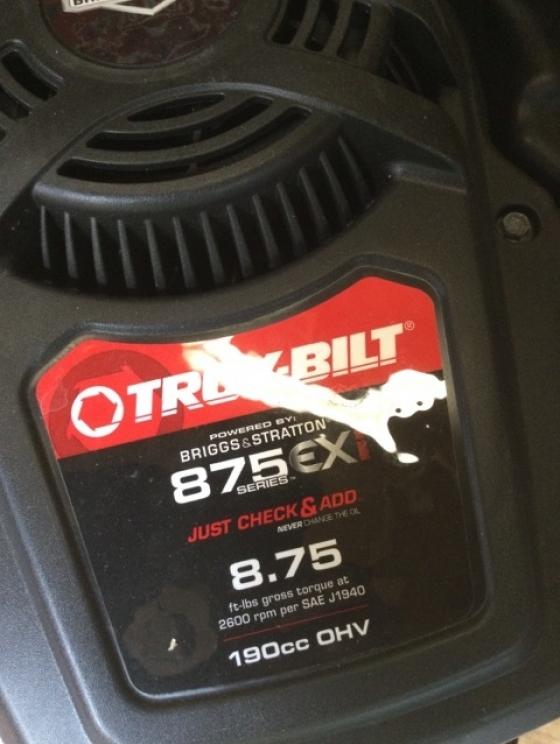 TROY-BILT®
POWERED BY:
BRIGGS & STRATTON
875 EX
SERIES™
JUST CHECK & ADD
NEVER CHANGE THE OIL
8.75
ft-lbs gross torque at
2600 rpm per SAE J1940
190cc OHV